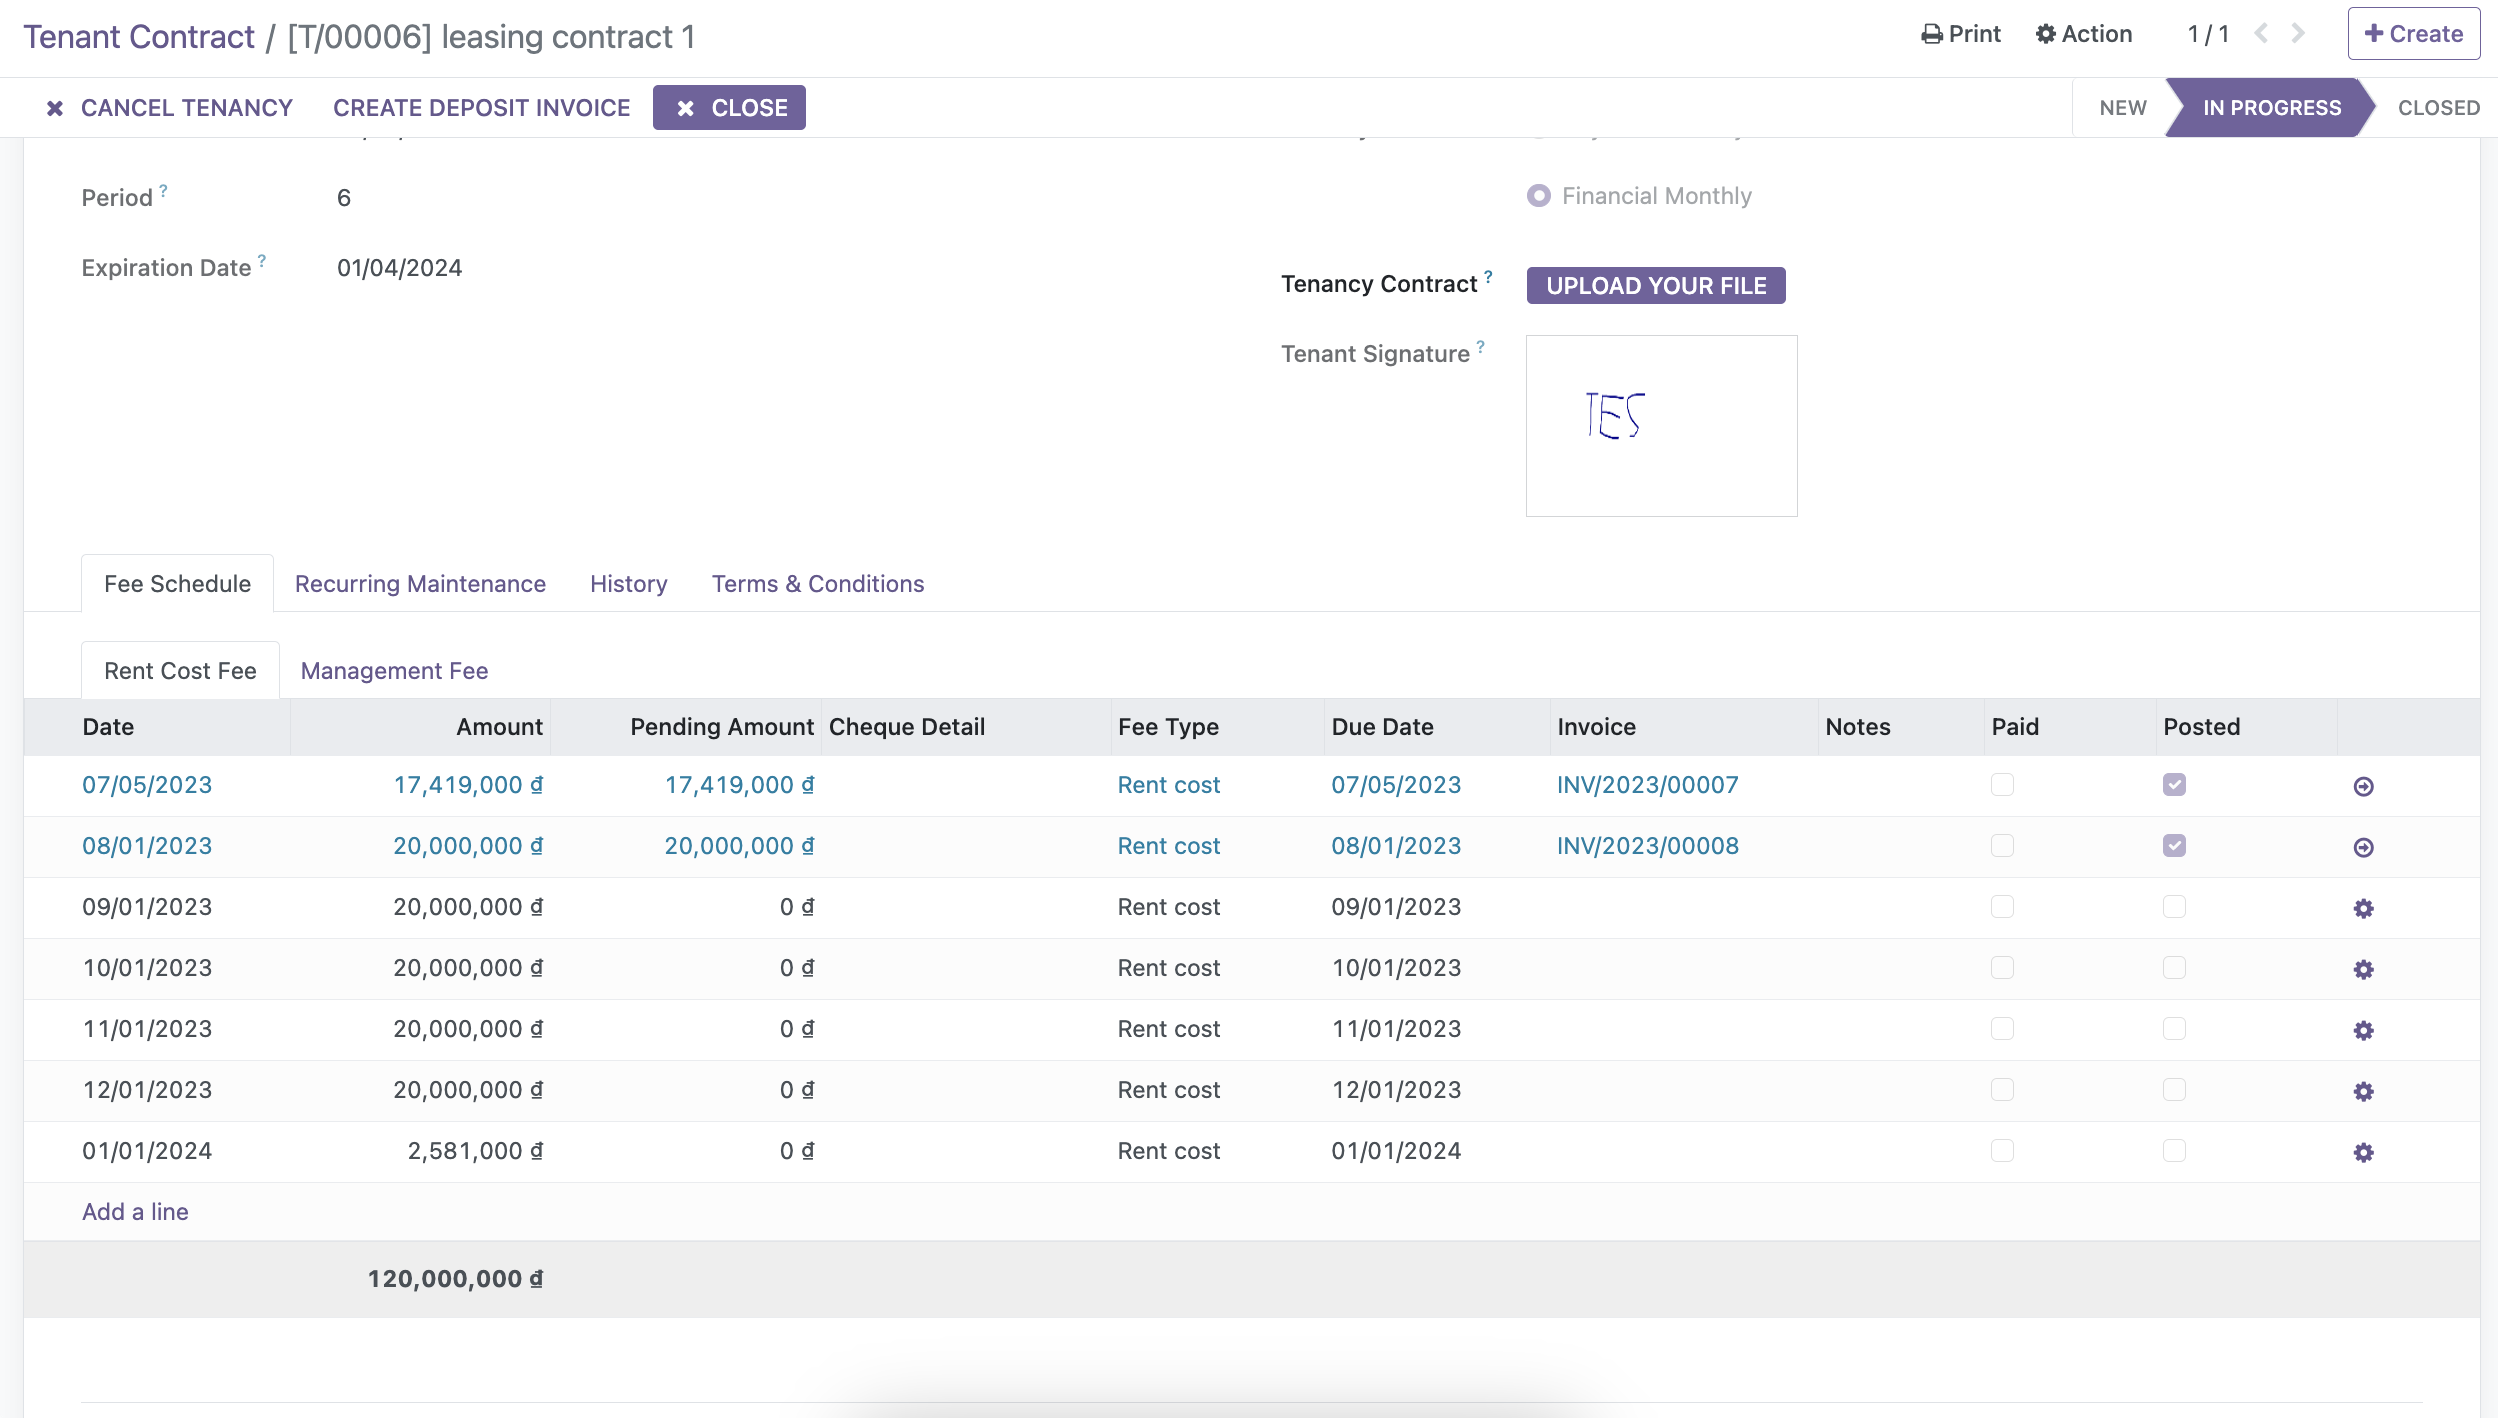 Tenant Contract / [T/00006] leasing contract 1
Print Action 1 / 1 Create
CANCEL TENANCY CREATE DEPOSIT INVOICE CLOSE NEW IN PROGRESS CLOSED
Period ? 6
Financial Monthly
Expiration Date ? 01/04/2024
Tenancy Contract ? UPLOAD YOUR FILE
Tenant Signature ?
TES
Fee Schedule Recurring Maintenance History Terms & Conditions
Rent Cost Fee Management Fee
Date Amount Pending Amount Cheque Detail Fee Type Due Date Invoice Notes Paid Posted
07/05/2023 17,419,000 ₫ 17,419,000 ₫ Rent cost 07/05/2023 INV/2023/00007
08/01/2023 20,000,000 ₫ 20,000,000 ₫ Rent cost 08/01/2023 INV/2023/00008
09/01/2023 20,000,000 ₫ 0 ₫ Rent cost 09/01/2023
10/01/2023 20,000,000 ₫ 0 ₫ Rent cost 10/01/2023
11/01/2023 20,000,000 ₫ 0 ₫ Rent cost 11/01/2023
12/01/2023 20,000,000 ₫ 0 ₫ Rent cost 12/01/2023
01/01/2024 2,581,000 ₫ 0 ₫ Rent cost 01/01/2024
Add a line
120,000,000 ₫